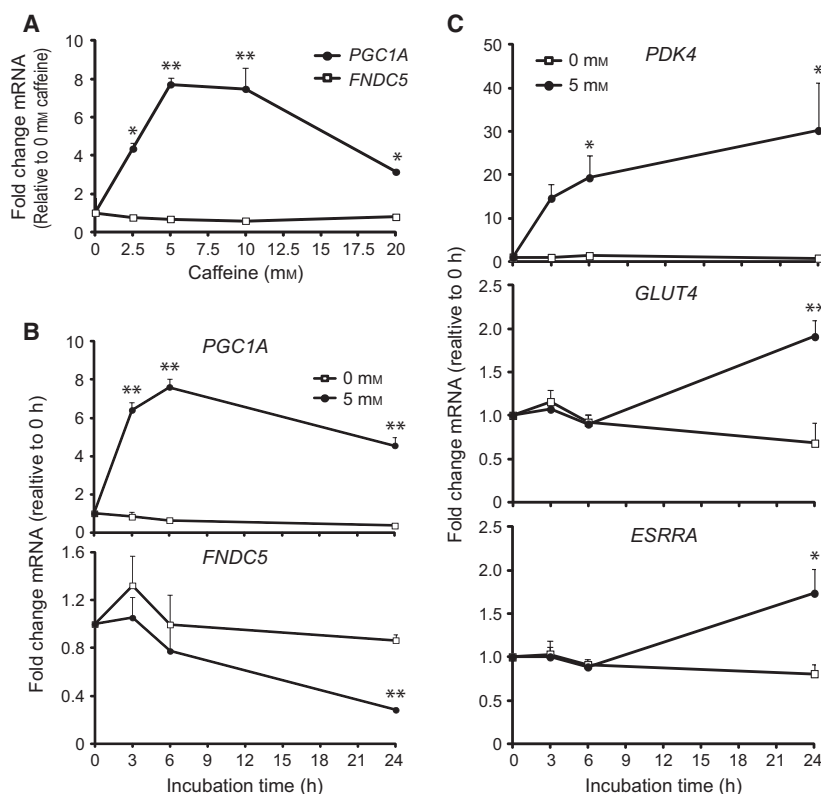 A
Fold change mRNA
(Relative to 0 mM caffeine)
10
8
6
4
2
0
PGC1A
FNDC5
*
**
**
*
0 2.5 5 7.5 10 12.5 15 17.5 20
Caffeine (mM)
B
Fold change mRNA (realtive to 0 h)
PGC1A
10
8
6
4
2
0
0 mM
5 mM
**
**
**
FNDC5
1.6
1.2
0.8
0.4
0
**
0 3 6 9 12 15 18 21 24
Incubation time (h)
C
Fold change mRNA (realtive to 0 h)
0 mM
5 mM
PDK4
50
40
30
20
10
0
*
*
GLUT4
2.5
2.0
1.5
1.0
0.5
0
**
ESRRA
2.5
2.0
1.5
1.0
0.5
0
*
0 3 6 9 12 15 18 21 24
Incubation time (h)